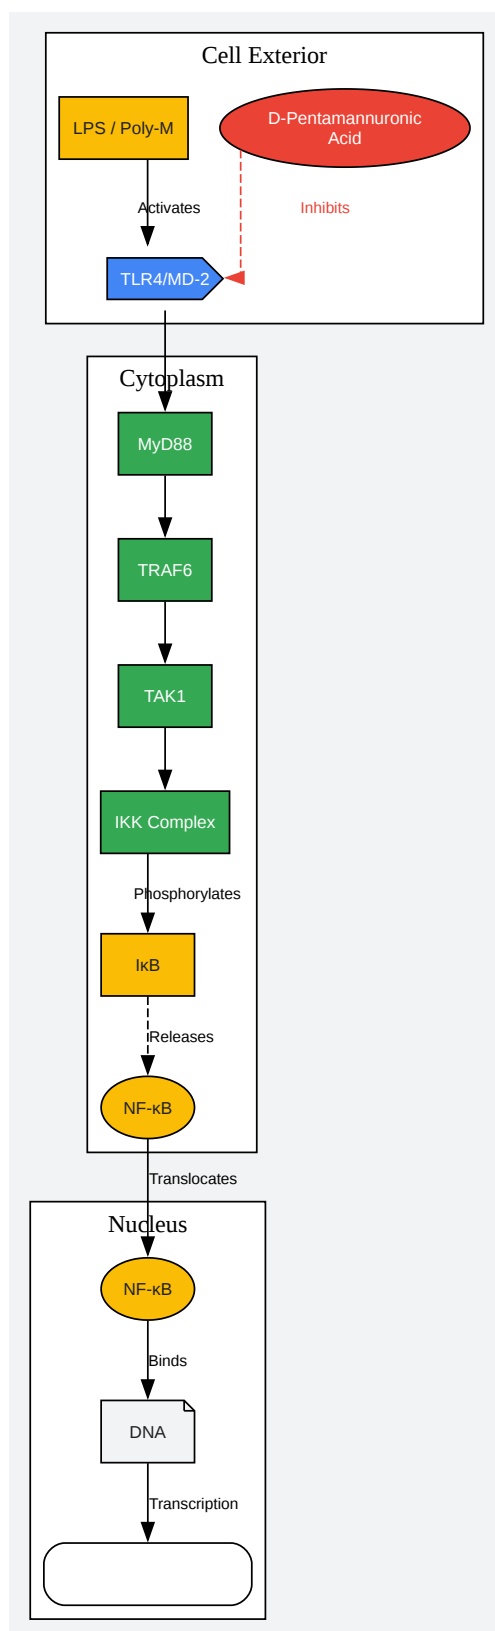 Cell Exterior
LPS / Poly-M
D-Pentamannuronic
Acid
Activates
Inhibits
TLR4/MD-2
Cytoplasm
MyD88
TRAF6
TAK1
IKK Complex
Phosphorylates
IκB
Releases
NF-κB
Translocates
Nucleus
NF-κB
Binds
DNA
Transcription